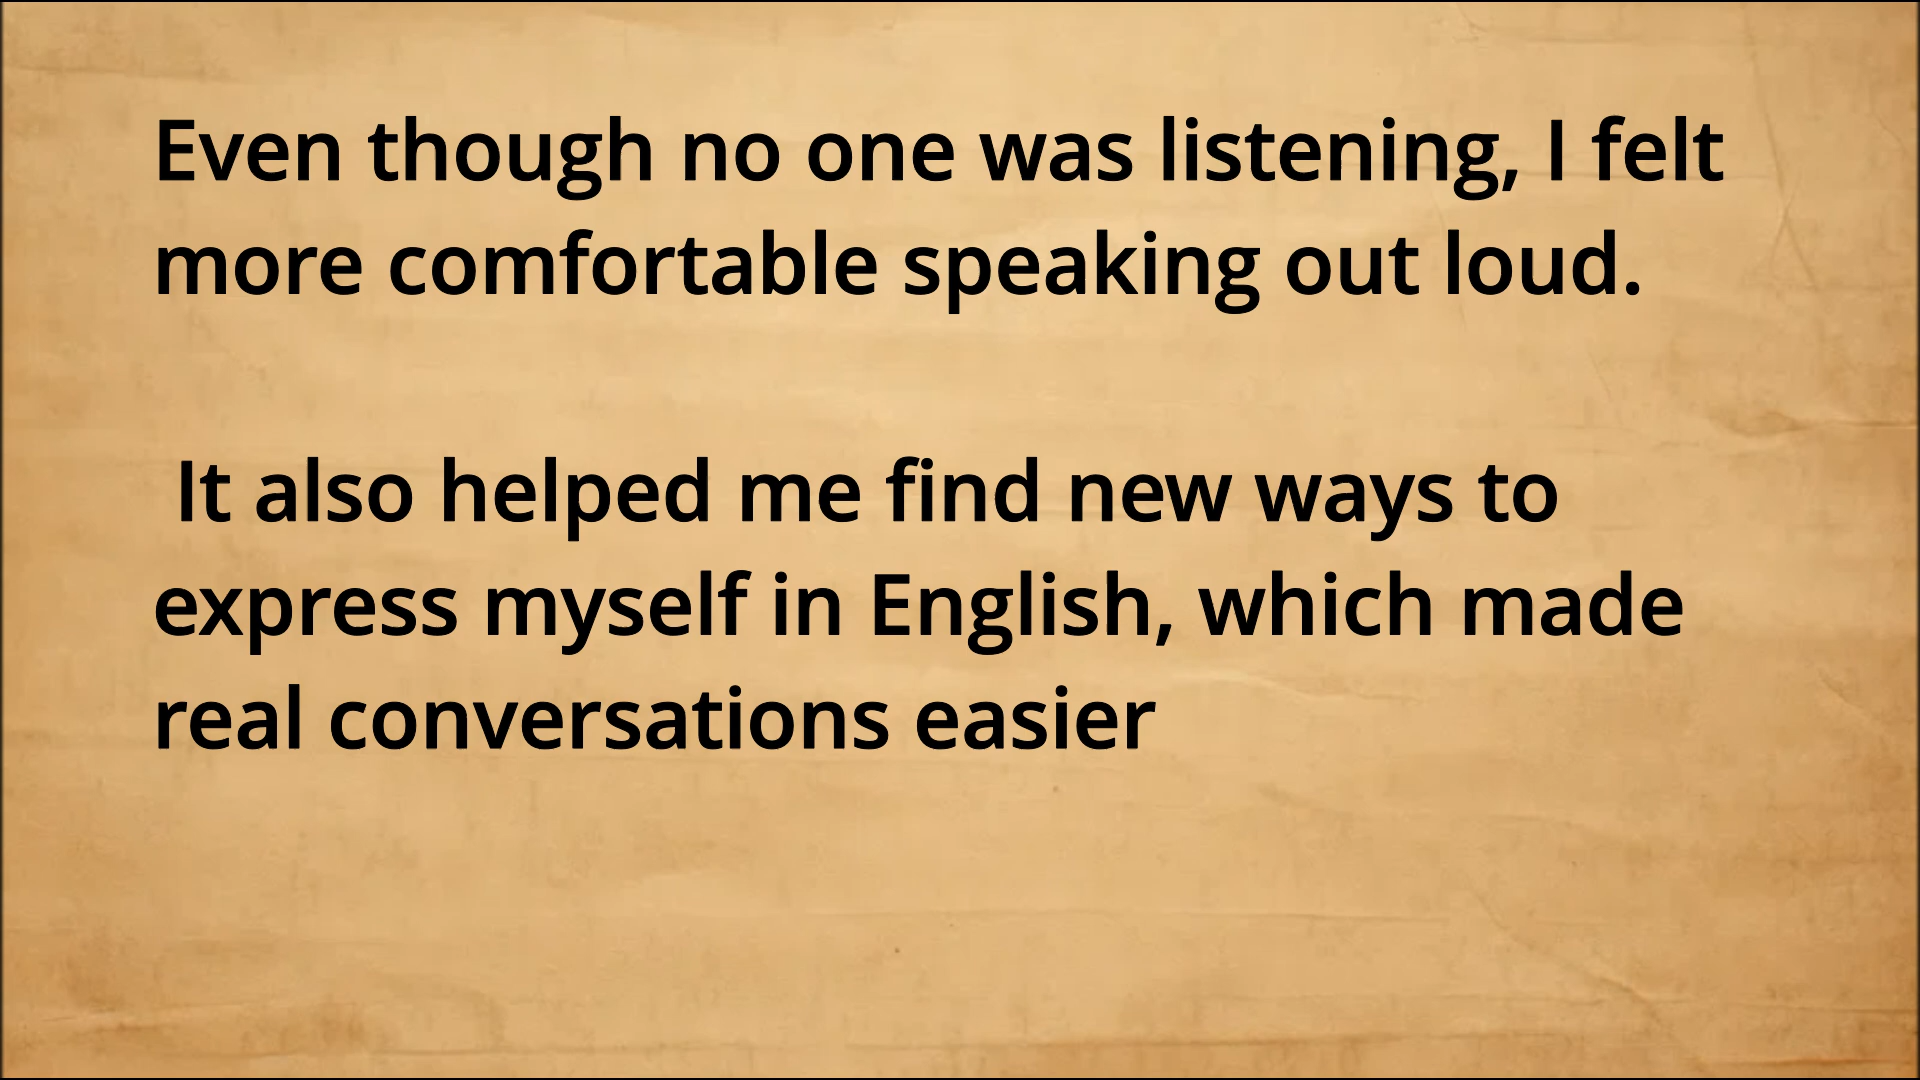 Even though no one was listening, I felt
more comfortable speaking out loud.
It also helped me find new ways to
express myself in English, which made
real conversations easier